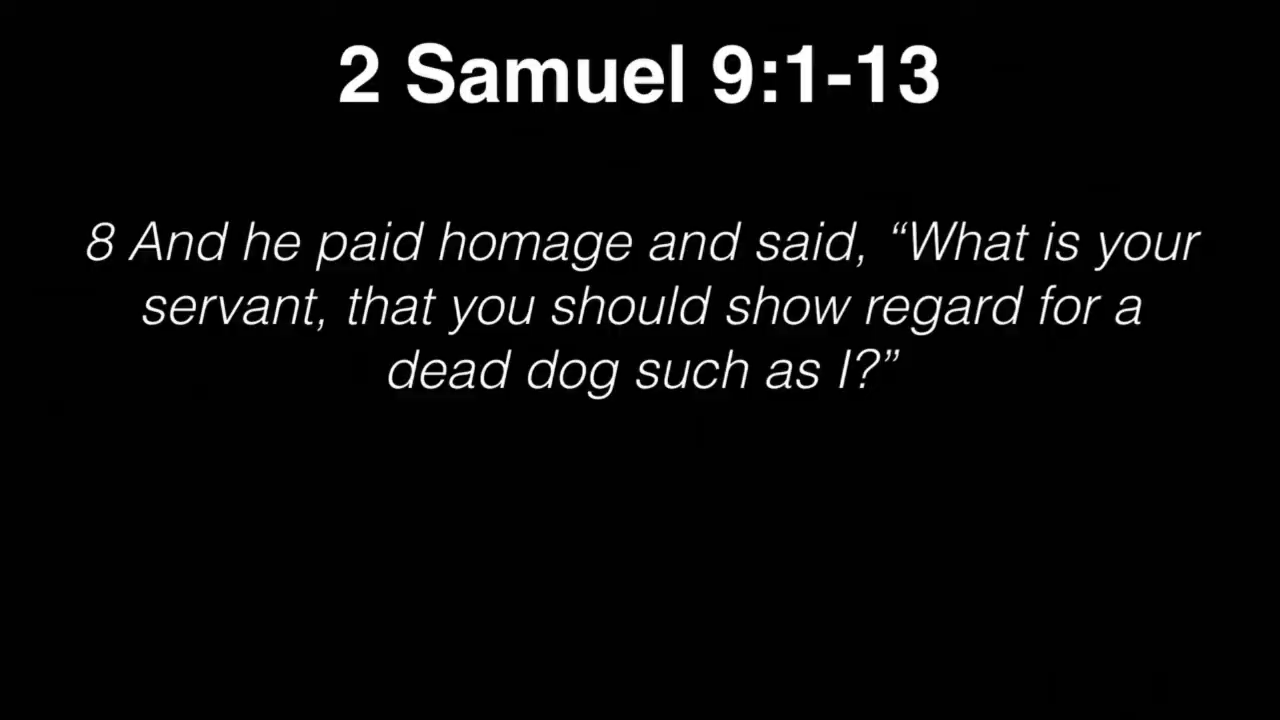 2 Samuel 9:1-13
8 And he paid homage and said, “What is your
servant, that you should show regard for a
dead dog such as I?”